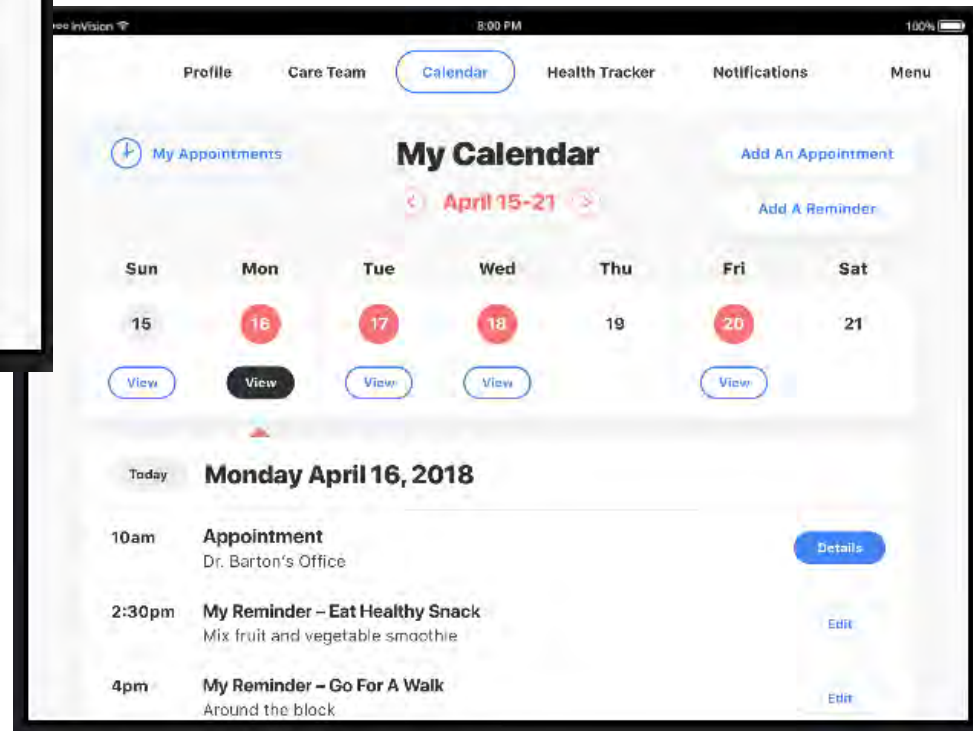 InVision 8:00 PM 100%
Profile Care Team Calendar Health Tracker Notifications Menu
My Appointments My Calendar Add An Appointment
April 15-21 Add A Reminder
Sun Mon Tue Wed Thu Fri Sat
15 16 17 18 19 20 21
View View View View View
Today Monday April 16, 2018
10am Appointment Details
Dr. Barton's Office
2:30pm My Reminder – Eat Healthy Snack Edit
Mix fruit and vegetable smoothie
4pm My Reminder – Go For A Walk Edit
Around the block